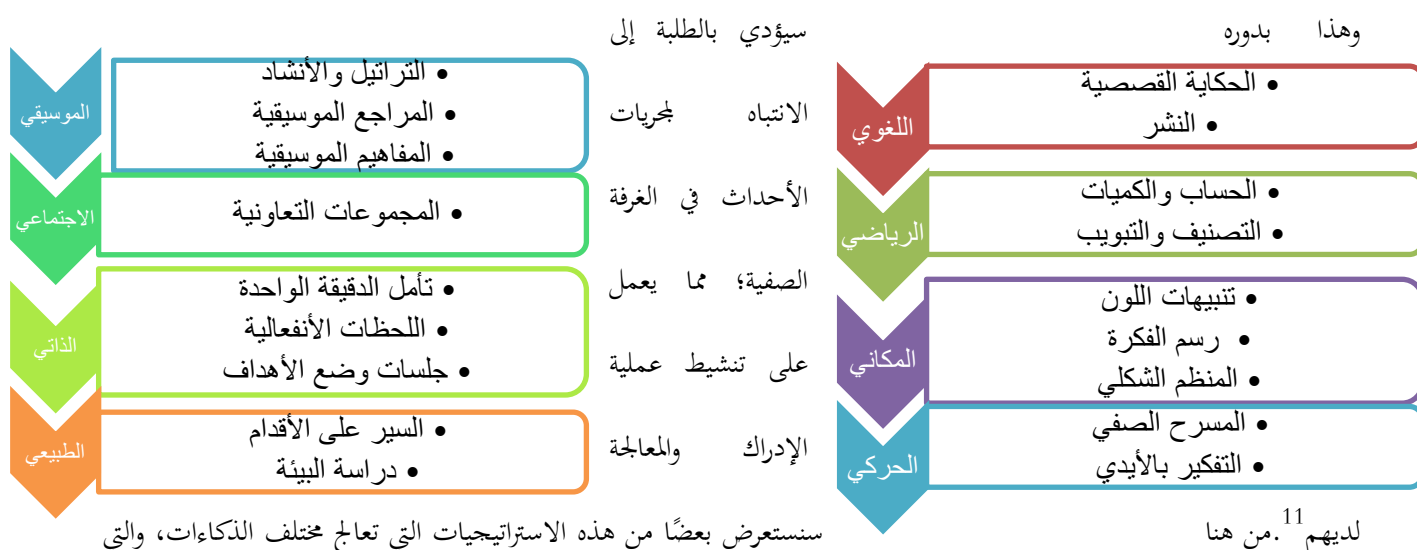 وهذا بدوره سيؤدي بالطلبة إلى
الانتباه لمجريات
الأحداث في الغرفة
الصفية؛ مما يعمل
على تنشيط عملية
الإدراك والمعالجة
لديهم11.من هنا سنستعرض بعضًا من هذه الاستراتيجيات التي تعالج مختلف الذكاءات، والتي
اللغوي
• الحكاية القصصية
• النشر
الرياضي
• الحساب والكميات
• التصنيف والتبويب
المكاني
• تنبيهات اللون
• رسم الفكرة
• المنظم الشكلي
الحركي
• المسرح الصفي
• التفكير بالأيدي
الموسيقي
• التراتيل والأنشاد
• المراجع الموسيقية
• المفاهيم الموسيقية
الاجتماعي
• المجموعات التعاونية
الذاتي
• تأمل الدقيقة الواحدة
• اللحظات الأنفعالية
• جلسات وضع الأهداف
الطبيعي
• السير على الأقدام
• دراسة البيئة